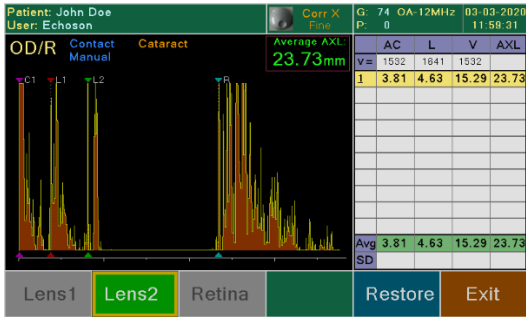 Patient: John Doe
User: Echoson
Corr X
Fine
G: 74 OA-12MHz
P: 0
03-03-2020
11:59:31
OD/R
Contact
Manual
Cataract
Average AXL:
23.73mm
C1 L1 L2 R
AC L V AXL
V= 1532 1641 1532
1 3.81 4.63 15.29 23.73
Avg 3.81 4.63 15.29 23.73
SD
Lens1 Lens2 Retina Restore Exit